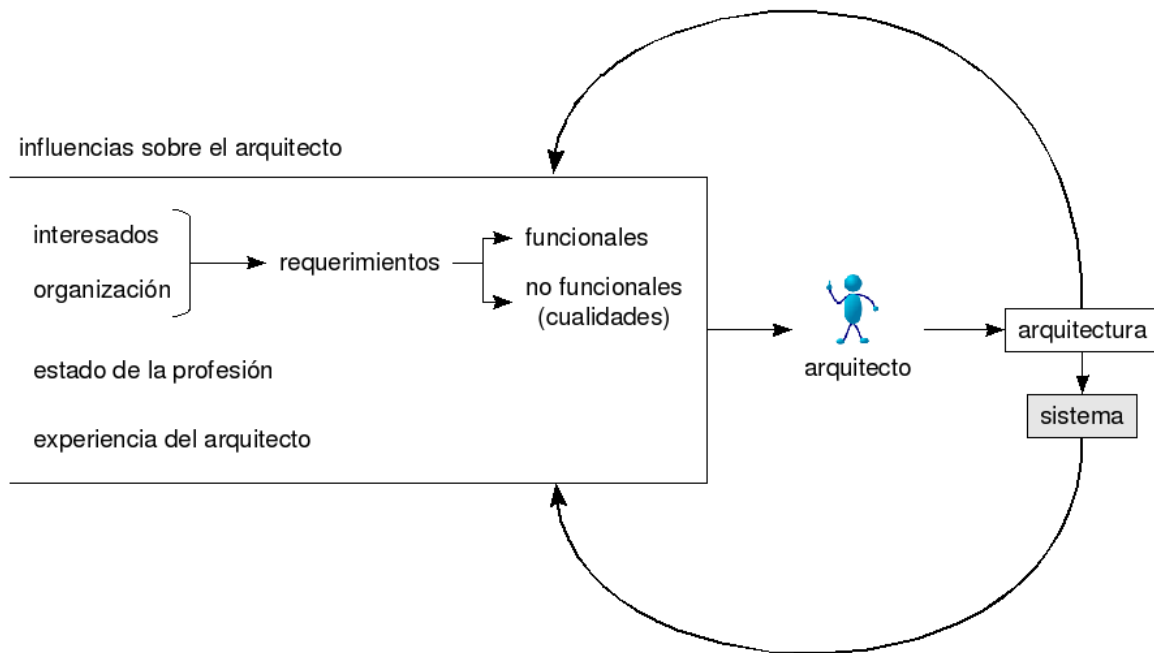 influencias sobre el arquitecto
interesados
organización
requerimientos
funcionales
no funcionales
(cualidades)
estado de la profesión
experiencia del arquitecto
arquitecto
arquitectura
sistema